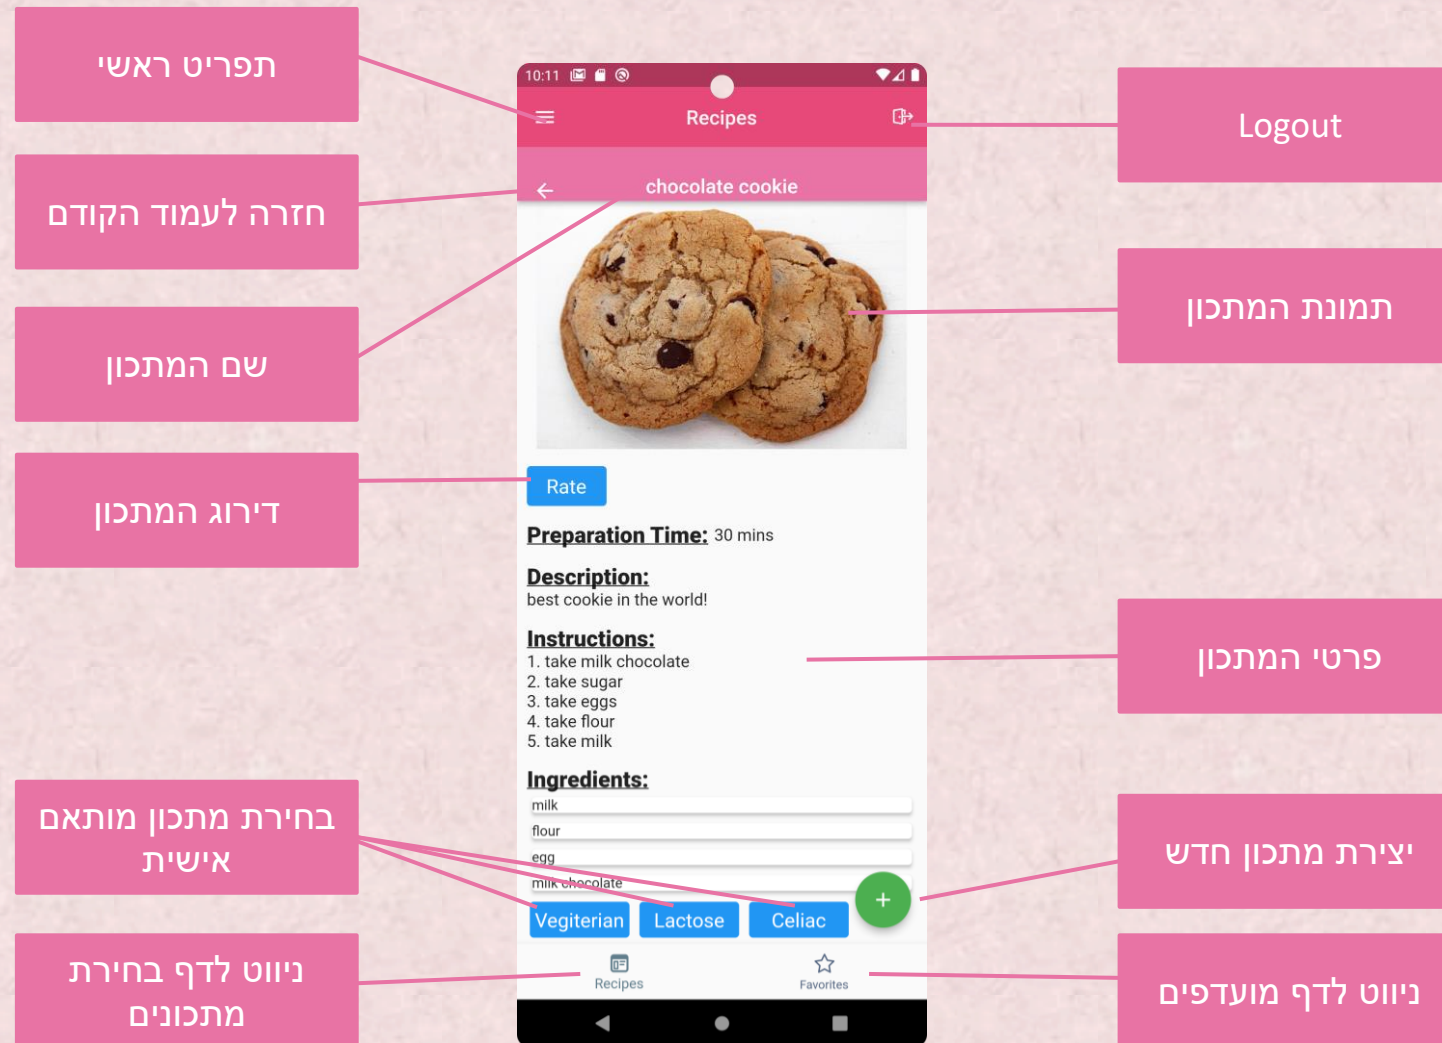 תפריט ראשי
חזרה לעמוד הקודם
שם המתכון
דירוג המתכון
בחירת מתכון מותאם
אישית
ניווט לדף בחירת
מתכונים
10:11
Recipes
chocolate cookie
Rate
Preparation Time: 30 mins
Description:
best cookie in the world!
Instructions:
1. take milk chocolate
2. take sugar
3. take eggs
4. take flour
5. take milk
Ingredients:
milk
flour
egg
milk chocolate
+
Vegiterian Lactose Celiac
Recipes Favorites
Logout
תמונת המתכון
פרטי המתכון
יצירת מתכון חדש
ניווט לדף מועדפים